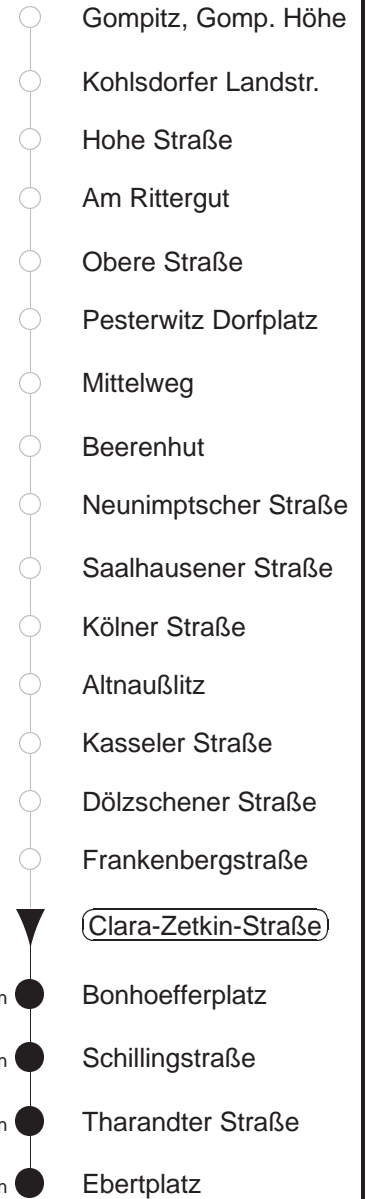 Gompitz, Gomp. Höhe
Kohlsdorfer Landstr.
Hohe Straße
Am Rittergut
Obere Straße
Pesterwitz Dorfplatz
Mittelweg
Beerenhut
Neunimptscher Straße
Saalhausener Straße
Kölner Straße
Altnaußlitz
Kasseler Straße
Dölzschener Straße
Frankenbergstraße
Clara-Zetkin-Straße
Bonhoefferplatz
Schillingstraße
Tharandter Straße
Ebertplatz